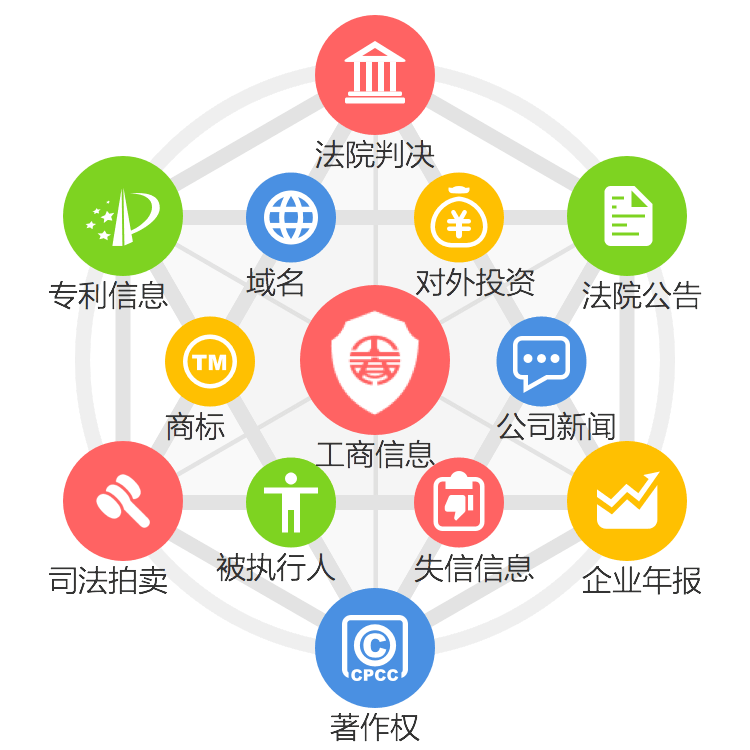 法院判决
专利信息
域名
对外投资
¥
法院公告
TM
商标
工商信息
公司新闻
司法拍卖
被执行人
失信信息
企业年报
C
CPCC
著作权